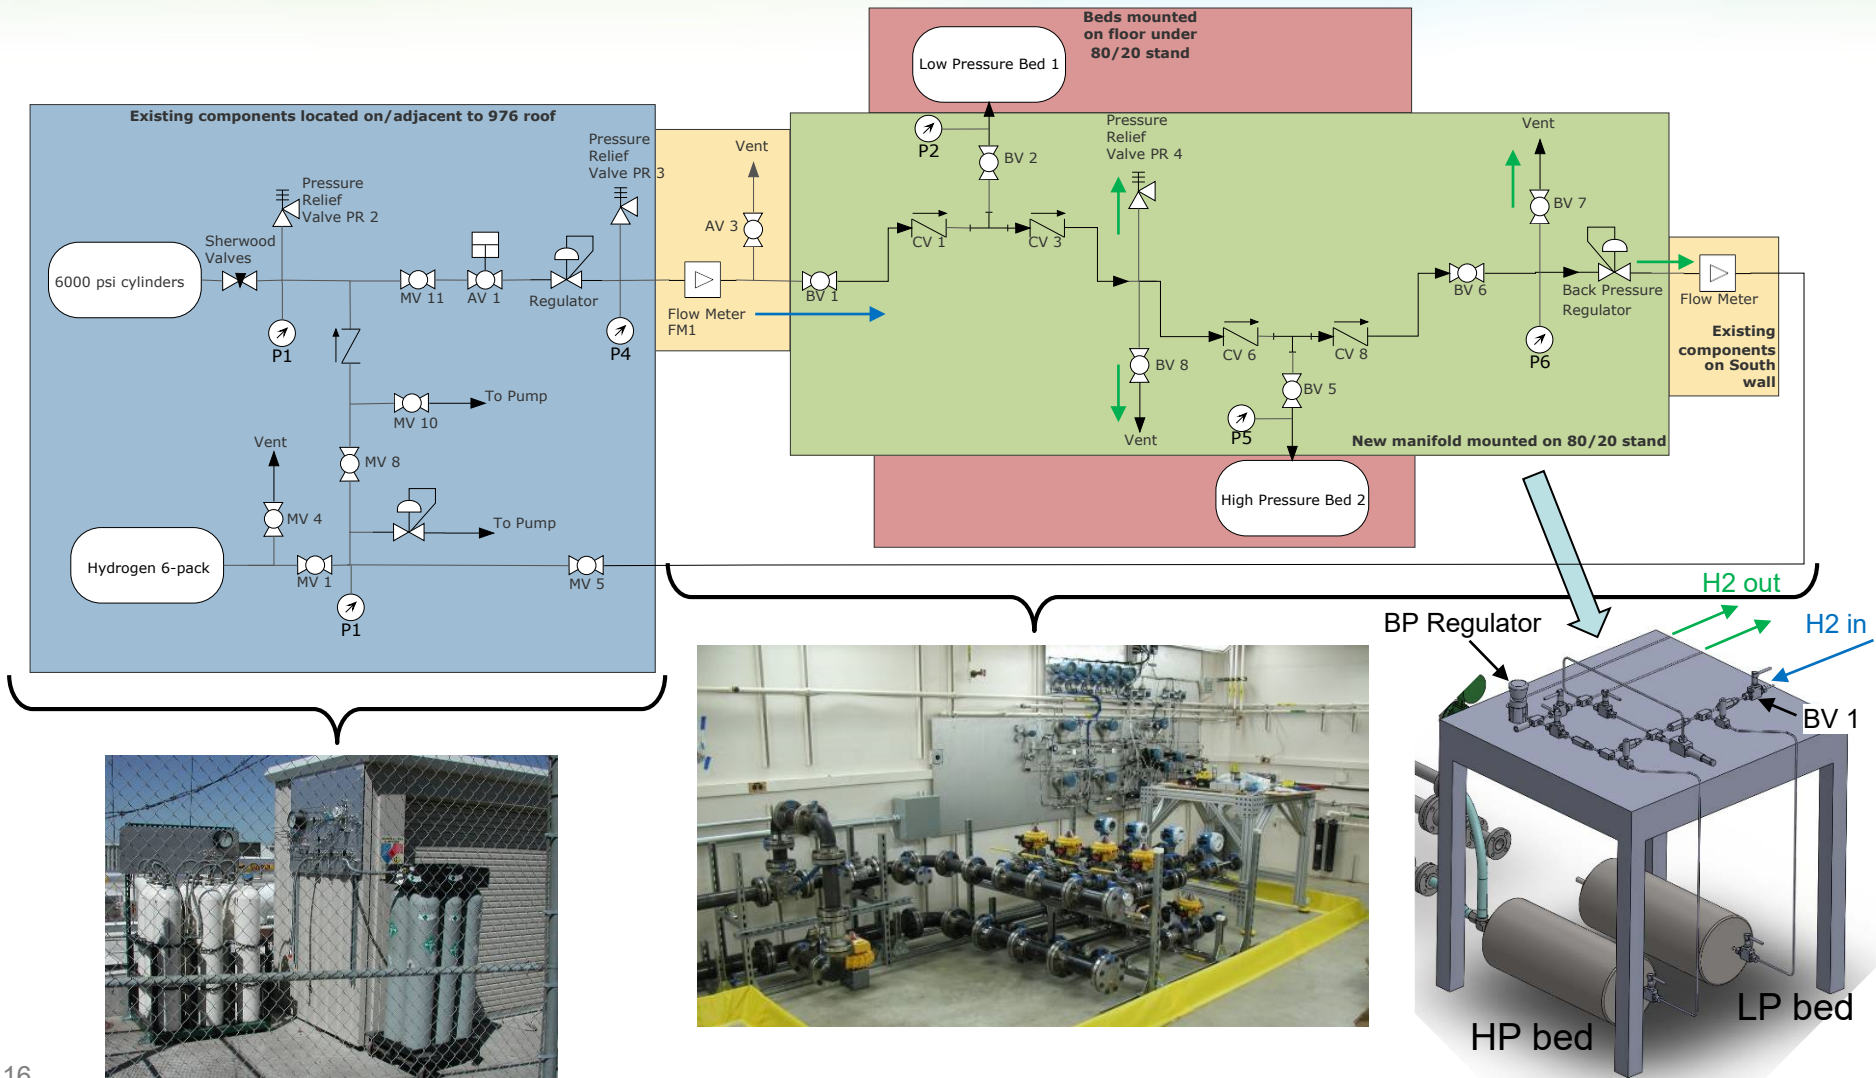 Beds mounted
on floor under
80/20 stand
Low Pressure Bed 1
Existing components located on/adjacent to 976 roof
Pressure
Relief
Valve PR 3
Vent
P2
BV 2
Pressure
Relief
Valve PR 4
Vent
Pressure
Relief
Valve PR 2
BV 7
AV 3
Sherwood
Valves
CV 1
CV 3
6000 psi cylinders
MV 11
AV 1
Regulator
BV 1
BV 6
Back Pressure
Regulator
Flow Meter
Flow Meter
FM1
P1
P4
CV 6
CV 8
P6
Existing
components
on South
wall
BV 8
BV 5
MV 10
To Pump
P5
Vent
New manifold mounted on 80/20 stand
Vent
MV 8
High Pressure Bed 2
MV 4
To Pump
Hydrogen 6-pack
MV 1
MV 5
P1
H2 out
BP Regulator
H2 in
BV 1
LP bed
HP bed
16